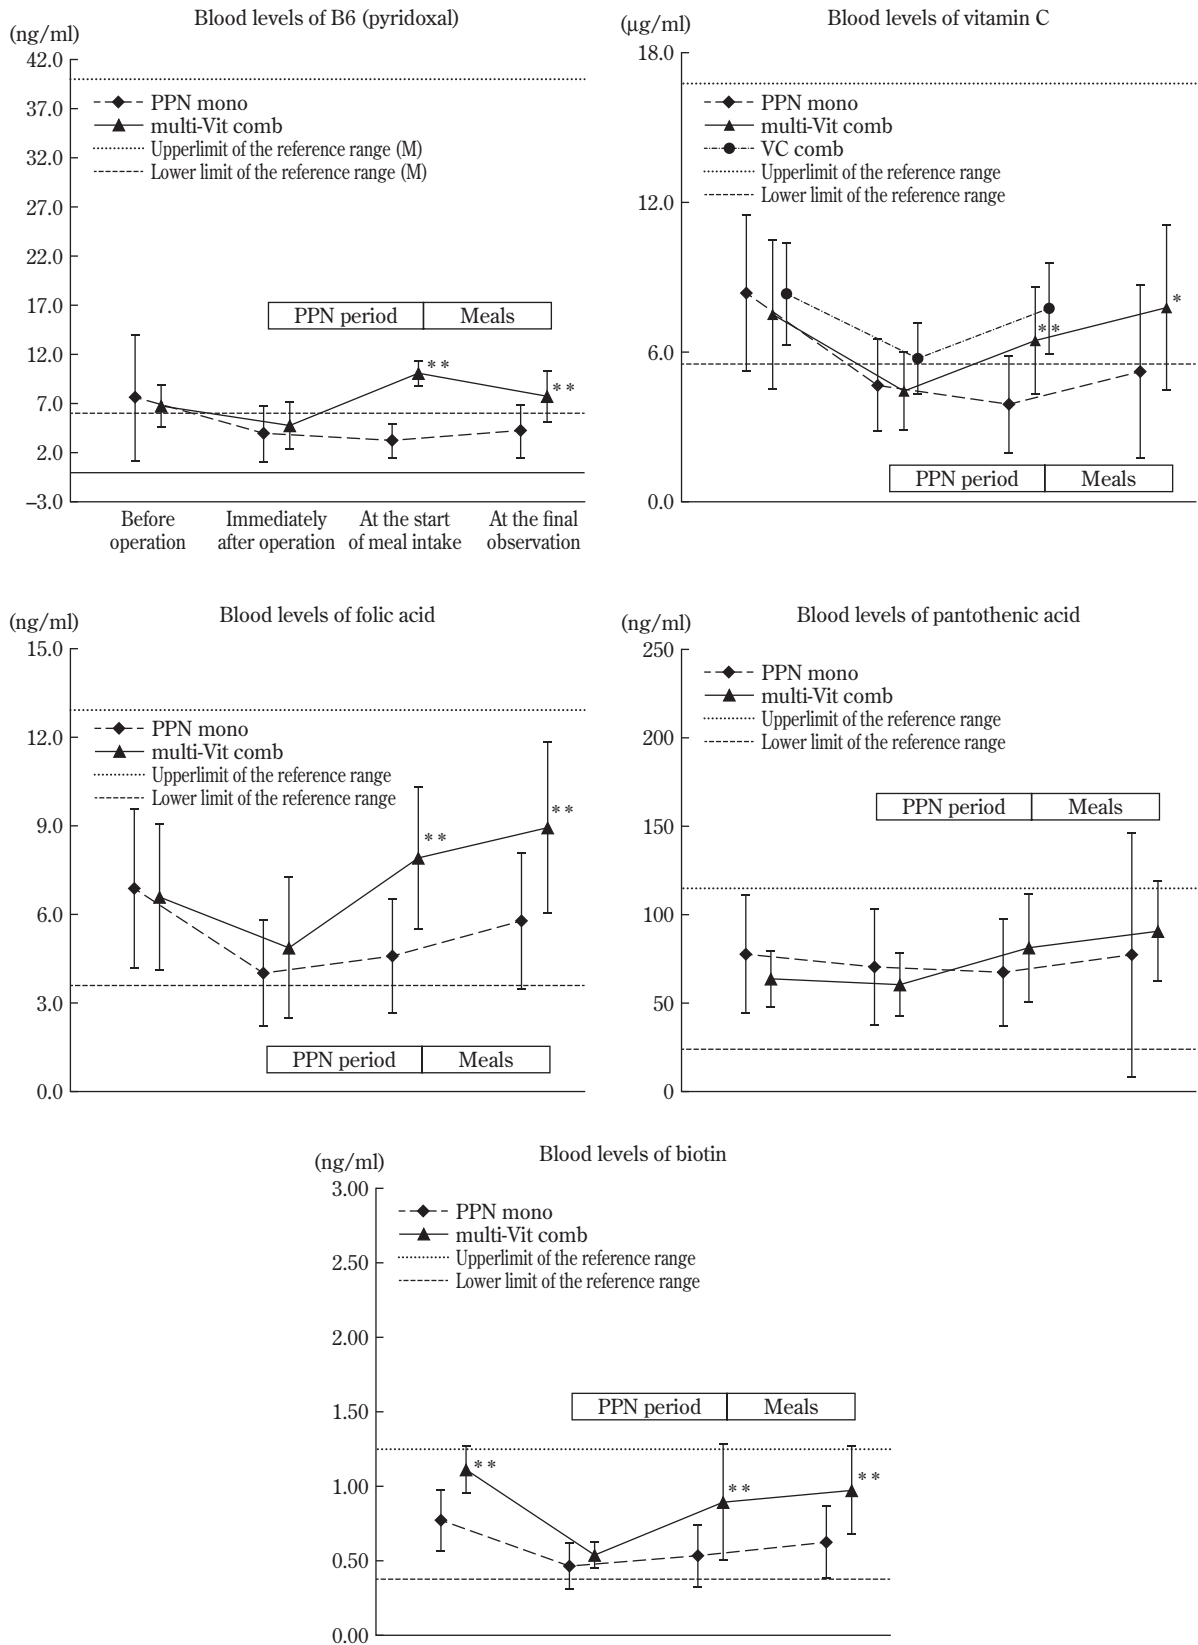 Blood levels of B6 (pyridoxal)
(ng/ml)
42.0
37.0
32.0
27.0
22.0
17.0
12.0
7.0
2.0
–3.0
PPN mono
multi-Vit comb
Upperlimit of the reference range (M)
Lower limit of the reference range (M)
PPN period
Meals
**
**
Before operation
Immediately after operation
At the start of meal intake
At the final observation
Blood levels of vitamin C
(μg/ml)
18.0
12.0
6.0
0.0
PPN mono
multi-Vit comb
VC comb
Upperlimit of the reference range
Lower limit of the reference range
**
*
PPN period
Meals
Blood levels of folic acid
(ng/ml)
15.0
12.0
9.0
6.0
3.0
0.0
PPN mono
multi-Vit comb
Upperlimit of the reference range
Lower limit of the reference range
**
**
PPN period
Meals
Blood levels of pantothenic acid
(ng/ml)
250
200
150
100
50
0
PPN mono
multi-Vit comb
Upperlimit of the reference range
Lower limit of the reference range
PPN period
Meals
Blood levels of biotin
(ng/ml)
3.00
2.50
2.00
1.50
1.00
0.50
0.00
PPN mono
multi-Vit comb
Upperlimit of the reference range
Lower limit of the reference range
PPN period
Meals
**
**
**